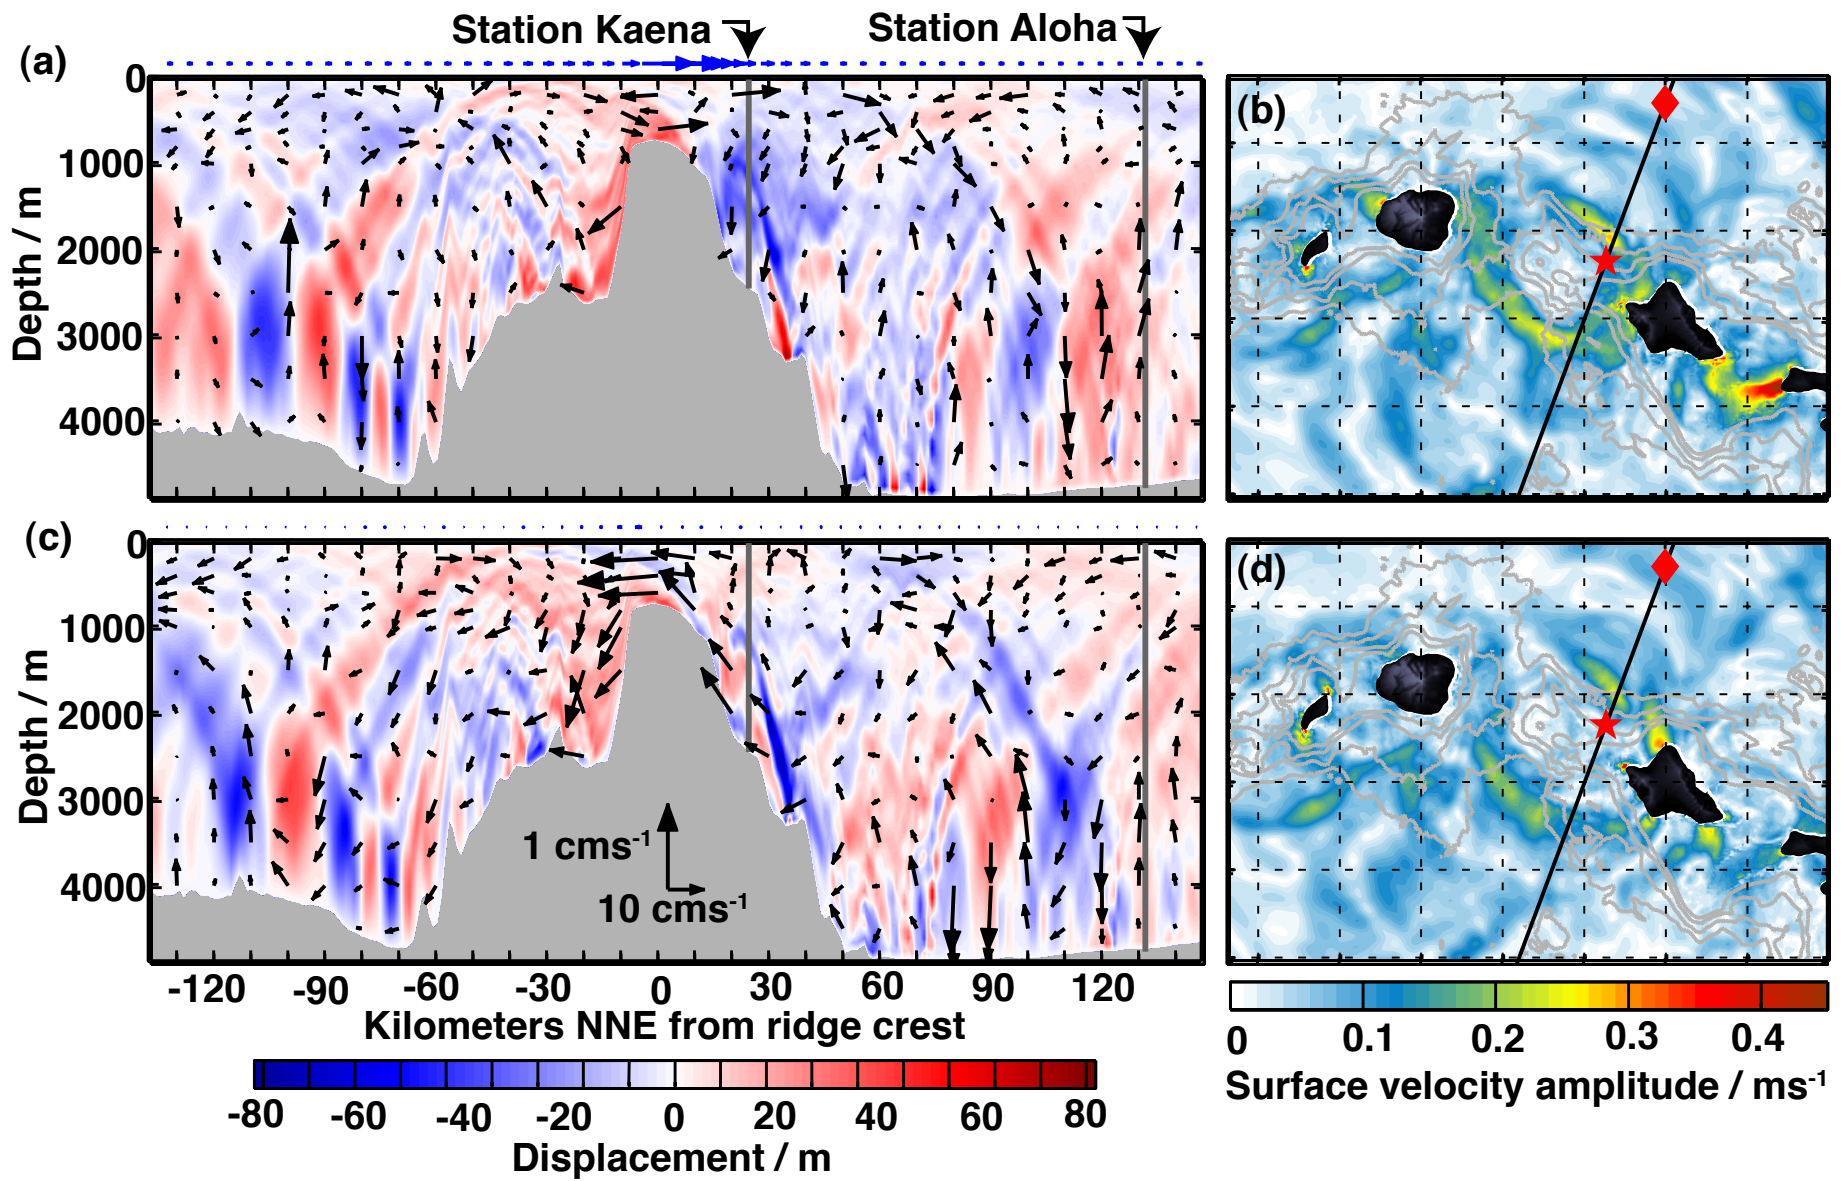 Station Kaena
Station Aloha
(a)
0
1000
2000
3000
4000
Depth / m
(b)
(c)
0
1000
2000
3000
4000
Depth / m
1 cms-1
10 cms-1
(d)
-120 -90 -60 -30 0 30 60 90 120
Kilometers NNE from ridge crest
-80 -60 -40 -20 0 20 40 60 80
Displacement / m
0 0.1 0.2 0.3 0.4
Surface velocity amplitude / ms-1